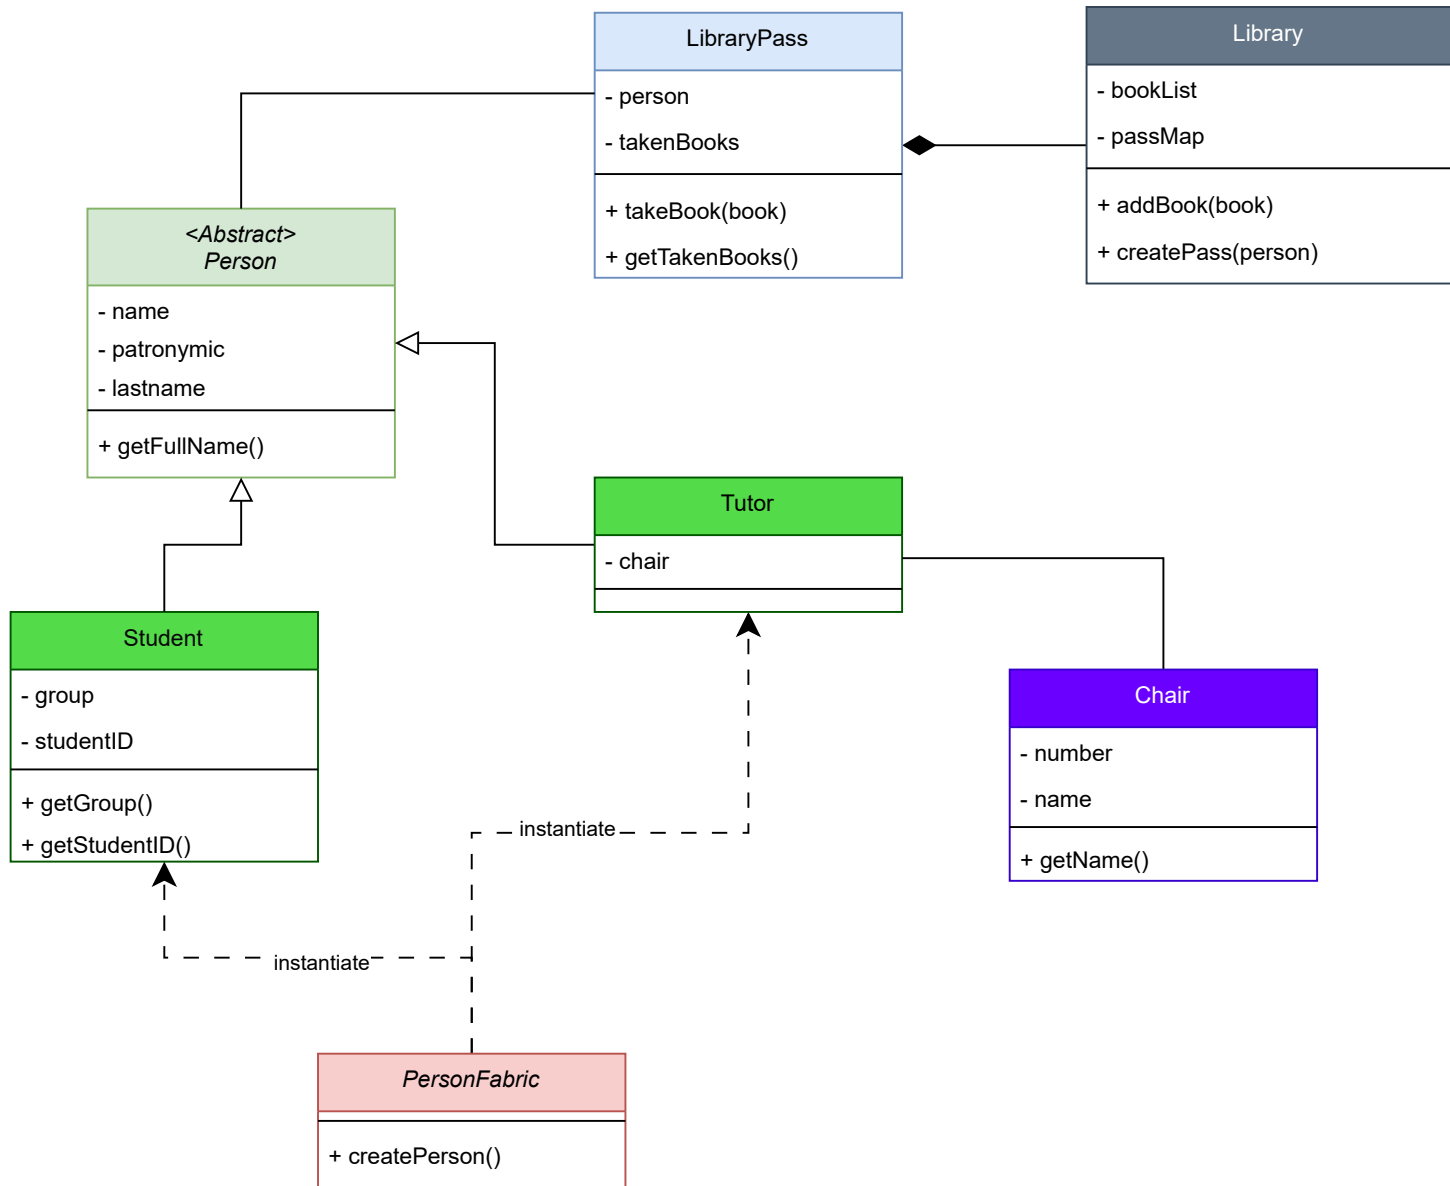 LibraryPass
- person
- takenBooks
+ takeBook(book)
+ getTakenBooks()
Library
- bookList
- passMap
+ addBook(book)
+ createPass(person)
<Abstract>
Person
- name
- patronymic
- lastname
+ getFullName()
Tutor
- chair
Student
- group
- studentID
+ getGroup()
+ getStudentID()
Chair
- number
- name
+ getName()
instantiate
instantiate
PersonFabric
+ createPerson()